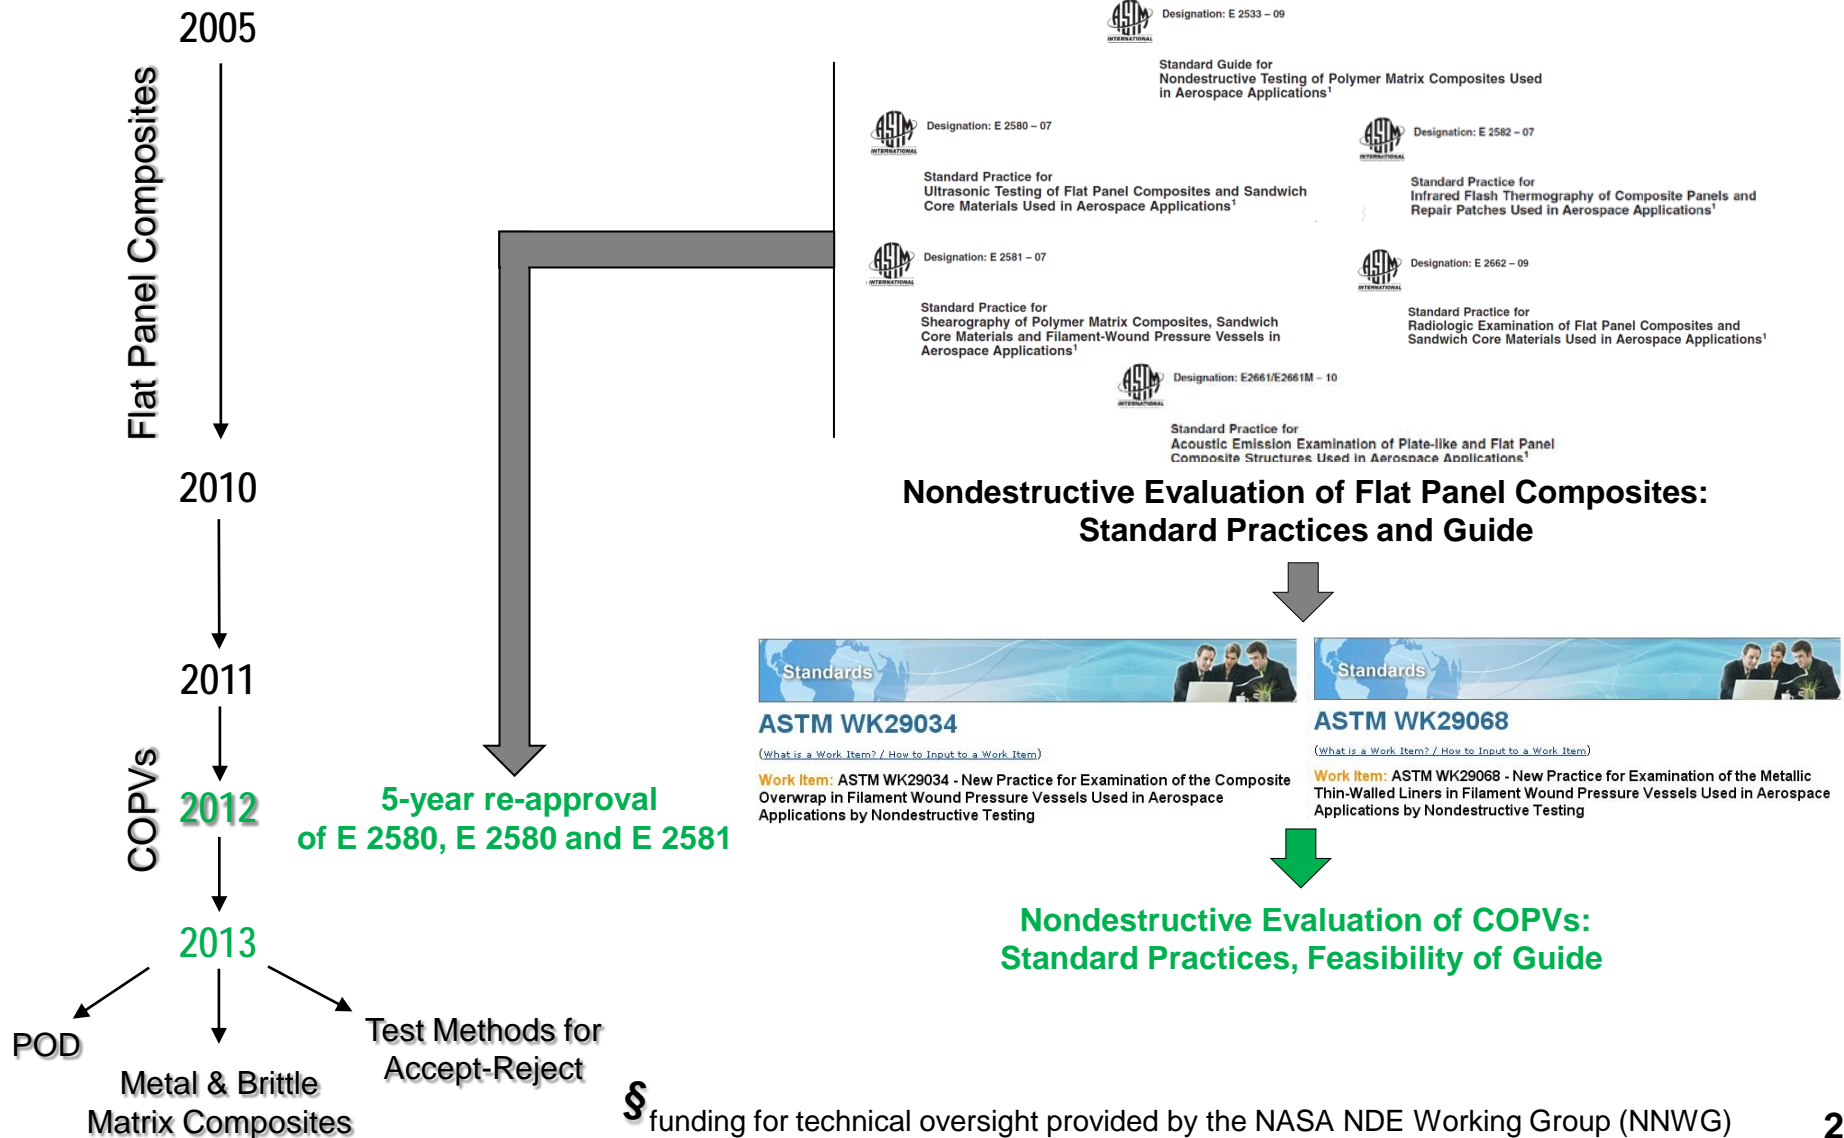 2005
Flat Panel Composites
2010
2011
COPVs
2012
2013
POD
Metal & Brittle
Matrix Composites
Test Methods for
Accept-Reject
5-year re-approval
of E 2580, E 2580 and E 2581
ASTM
INTERNATIONAL
Designation: E 2533 – 09
Standard Guide for
Nondestructive Testing of Polymer Matrix Composites Used
in Aerospace Applications¹
ASTM
INTERNATIONAL
Designation: E 2580 – 07
Standard Practice for
Ultrasonic Testing of Flat Panel Composites and Sandwich
Core Materials Used in Aerospace Applications¹
ASTM
INTERNATIONAL
Designation: E 2582 – 07
Standard Practice for
Infrared Flash Thermography of Composite Panels and
Repair Patches Used in Aerospace Applications¹
ASTM
INTERNATIONAL
Designation: E 2581 – 07
Standard Practice for
Shearography of Polymer Matrix Composites, Sandwich
Core Materials and Filament-Wound Pressure Vessels in
Aerospace Applications¹
ASTM
INTERNATIONAL
Designation: E 2662 – 09
Standard Practice for
Radiologic Examination of Flat Panel Composites and
Sandwich Core Materials Used in Aerospace Applications¹
ASTM
INTERNATIONAL
Designation: E2661/E2661M – 10
Standard Practice for
Acoustic Emission Examination of Plate-like and Flat Panel
Composite Structures Used in Aerospace Applications¹
Nondestructive Evaluation of Flat Panel Composites:
Standard Practices and Guide
Standards
ASTM WK29034
(What is a Work Item? / How to Input to a Work Item)
Work Item: ASTM WK29034 - New Practice for Examination of the Composite
Overwrap in Filament Wound Pressure Vessels Used in Aerospace
Applications by Nondestructive Testing
Standards
ASTM WK29068
(What is a Work Item? / How to Input to a Work Item)
Work Item: ASTM WK29068 - New Practice for Examination of the Metallic
Thin-Walled Liners in Filament Wound Pressure Vessels Used in Aerospace
Applications by Nondestructive Testing
Nondestructive Evaluation of COPVs:
Standard Practices, Feasibility of Guide
§ funding for technical oversight provided by the NASA NDE Working Group (NNWG)
2